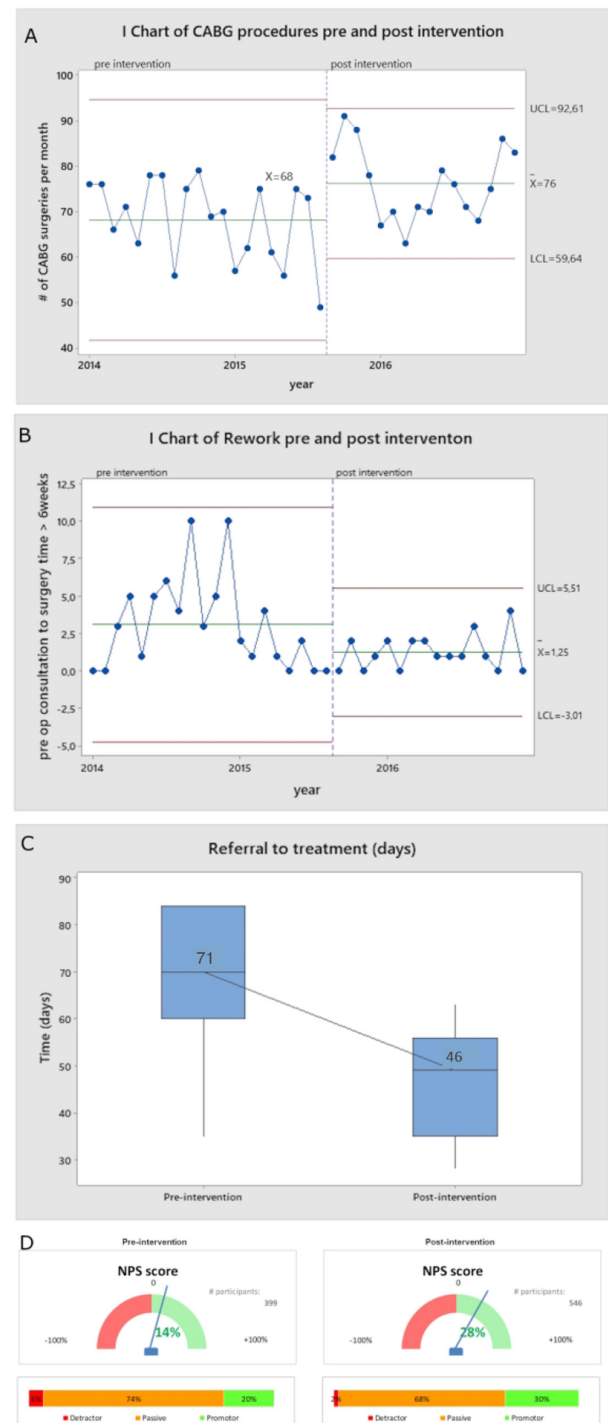 A
I Chart of CABG procedures pre and post intervention
pre intervention
post intervention
100
90
80
70
60
50
40
# of CABG surgeries per month
X=68
UCL=92,61
X̄=76
LCL=59,64
2014
2015
2016
year
B
I Chart of Rework pre and post interventon
pre intervention
post intervention
12,5
10,0
7,5
5,0
2,5
0,0
-2,5
-5,0
pre op consultation to surgery time > 6weeks
UCL=5,51
X̄=1,25
LCL=-3,01
2014
2015
2016
year
C
Referral to treatment (days)
90
80
70
60
50
40
30
Time (days)
71
46
Pre-intervention
Post-intervention
D
Pre-intervention
NPS score
0
# participants:
399
14%
-100%
+100%
6%
74%
20%
Detractor
Passive
Promotor
Post-intervention
NPS score
0
# participants:
546
28%
-100%
+100%
2%
68%
30%
Detractor
Passive
Promotor